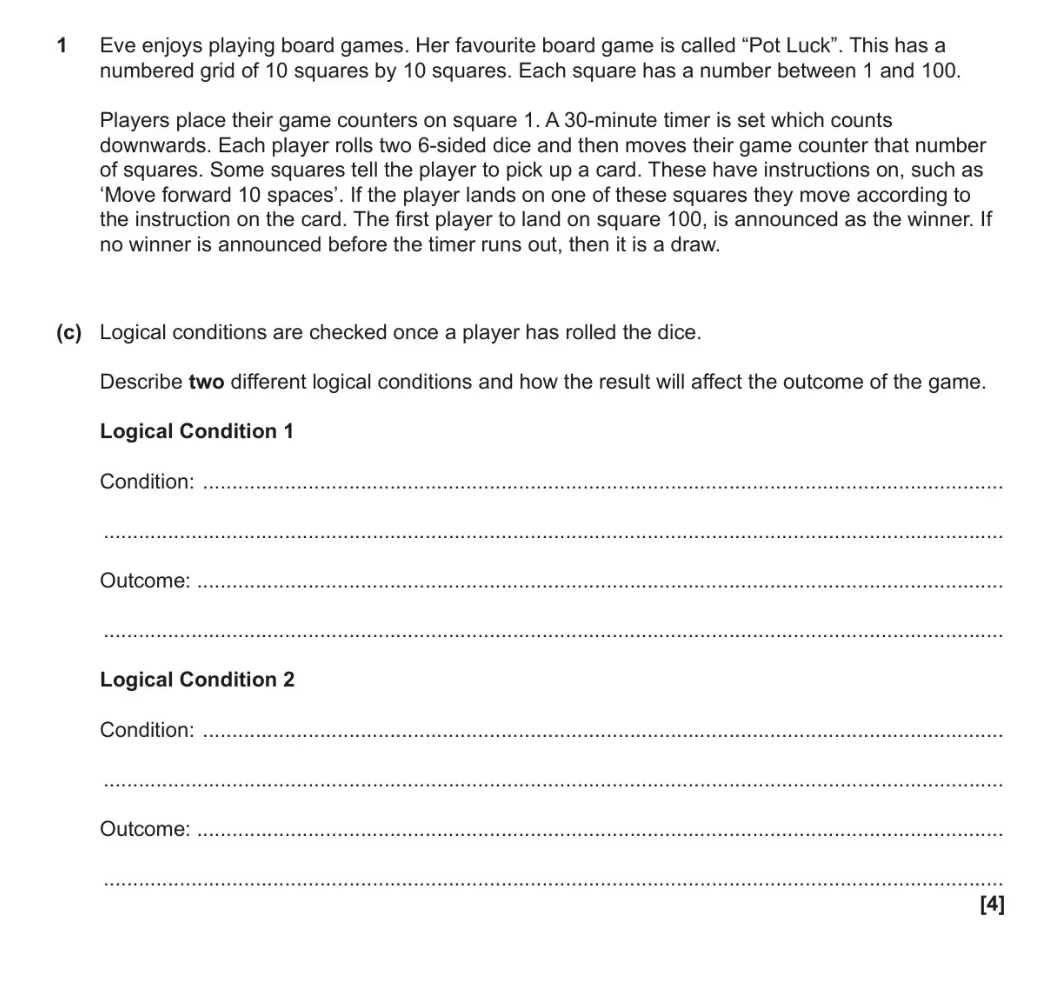 1 Eve enjoys playing board games. Her favourite board game is called “Pot Luck”. This has a
numbered grid of 10 squares by 10 squares. Each square has a number between 1 and 100.
Players place their game counters on square 1. A 30-minute timer is set which counts
downwards. Each player rolls two 6-sided dice and then moves their game counter that number
of squares. Some squares tell the player to pick up a card. These have instructions on, such as
‘Move forward 10 spaces’. If the player lands on one of these squares they move according to
the instruction on the card. The first player to land on square 100, is announced as the winner. If
no winner is announced before the timer runs out, then it is a draw.
(c) Logical conditions are checked once a player has rolled the dice.
Describe two different logical conditions and how the result will affect the outcome of the game.
Logical Condition 1
Condition:
Outcome:
Logical Condition 2
Condition:
Outcome:
[4]